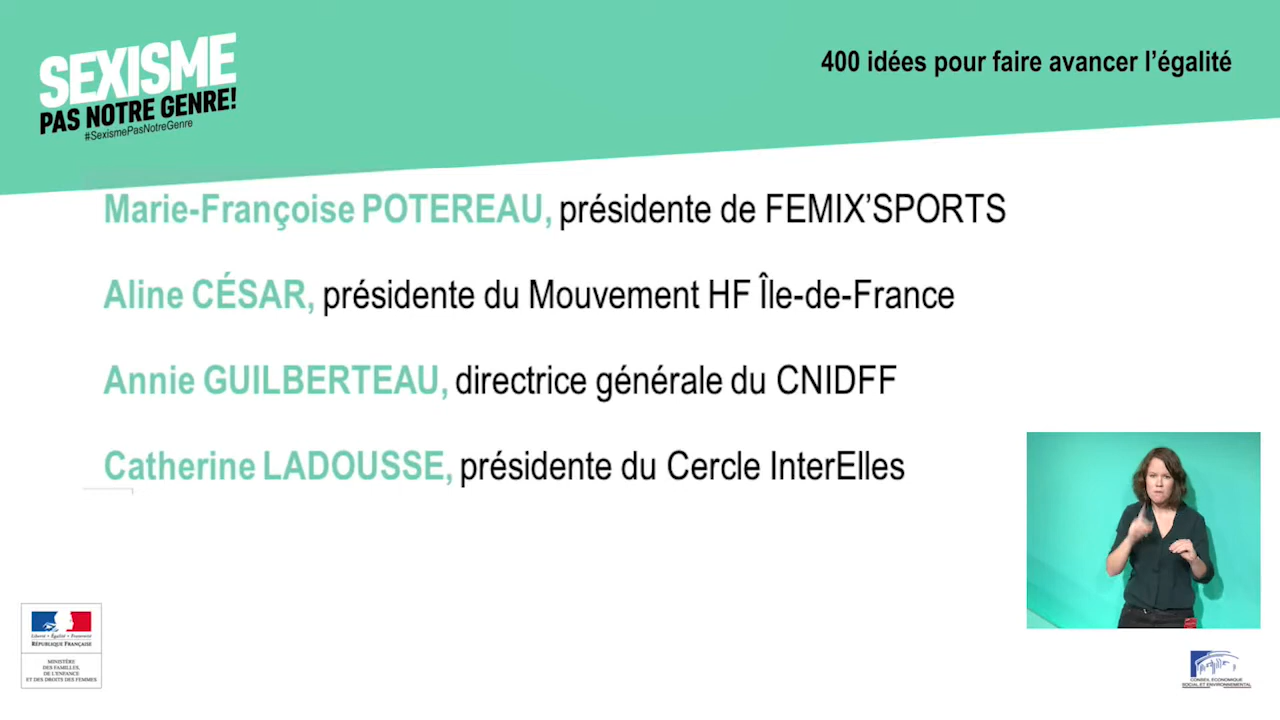 SEXISME
PAS NOTRE GENRE!
#SexismePasNotreGenre
400 idées pour faire avancer l'égalité
Marie-Françoise POTEREAU, présidente de FEMIX'SPORTS
Aline CÉSAR, présidente du Mouvement HF Île-de-France
Annie GUILBERTEAU, directrice générale du CNIDFF
Catherine LADOUSSE, présidente du Cercle InterElles
Liberté • Égalité • Fraternité
RÉPUBLIQUE FRANÇAISE
MINISTÈRE
DES FAMILLES,
DE L'ENFANCE
ET DES DROITS DES FEMMES
CONSEIL ECONOMIQUE
SOCIAL ET ENVIRONNEMENTAL